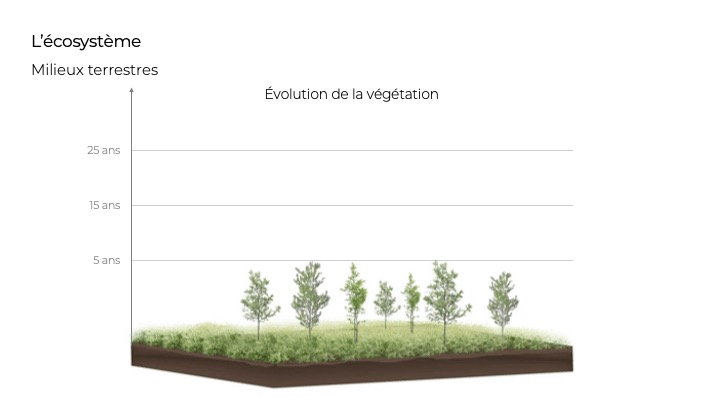 L'écosystème
Milieux terrestres
Évolution de la végétation
25 ans
15 ans
5 ans